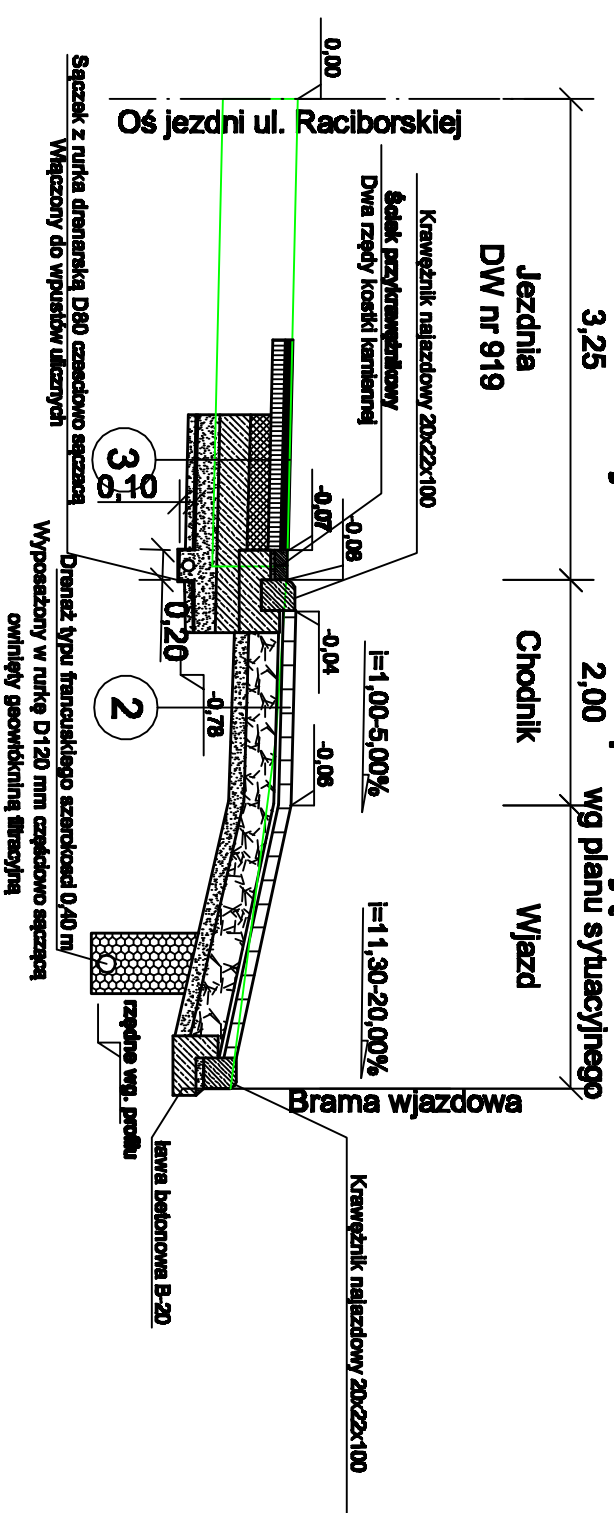 3,25
2,00
wg planu sytuacyjnego
Jezdnia
DW nr 919
Chodnik
Wjazd
Krawężnik najazdowy 20x22x100
Ściek przykrawężnikowy
Dwa rzędy kostki kamiennej
i=1,00-5,00%
i=11,30-20,00%
0,00
Oś jezdni ul. Raciborskiej
-0,07
-0,08
-0,04
-0,06
Brama wjazdowa
Krawężnik najazdowy 20x22x100
3
0,10
0,20
-0,78
2
rzędne wg. profilu
ława betonowa B-20
Sączek z rurka drenarską D80 czesciowo sączącą
Włączony do wpustów ulicznych
Drenaż typu francuskiego szerokosci 0,40 m
Wyposażony w rurkę D120 mm częściowo sączącą
owinięty geowłókniną filtracyjną